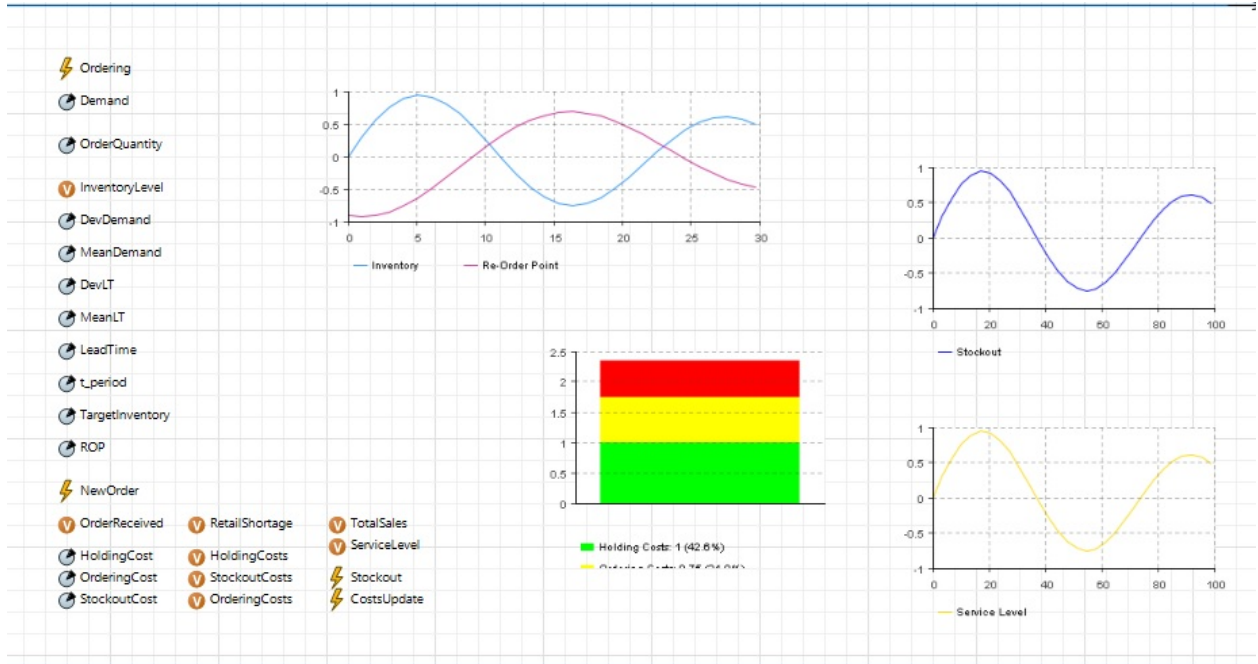 Ordering
Demand
OrderQuantity
InventoryLevel
DevDemand
MeanDemand
DevLT
MeanLT
LeadTime
t_period
TargetInventory
ROP
NewOrder
V OrderReceived V RetailShortage V TotalSales
V ServiceLevel
HoldingCost V HoldingCosts
OrderingCost V StockoutCosts Stockout
StockoutCost V OrderingCosts CostsUpdate
1
0.5
0
-0.5
-1
0 5 10 15 20 25 30
Inventory Re-Order Point
2.5
2
1.5
1
0.5
0
Holding Costs: 1 (42.6%)
1
0.5
0
-0.5
-1
0 20 40 60 80 100
Stockout
1
0.5
0
-0.5
-1
0 20 40 60 80 100
Service Level